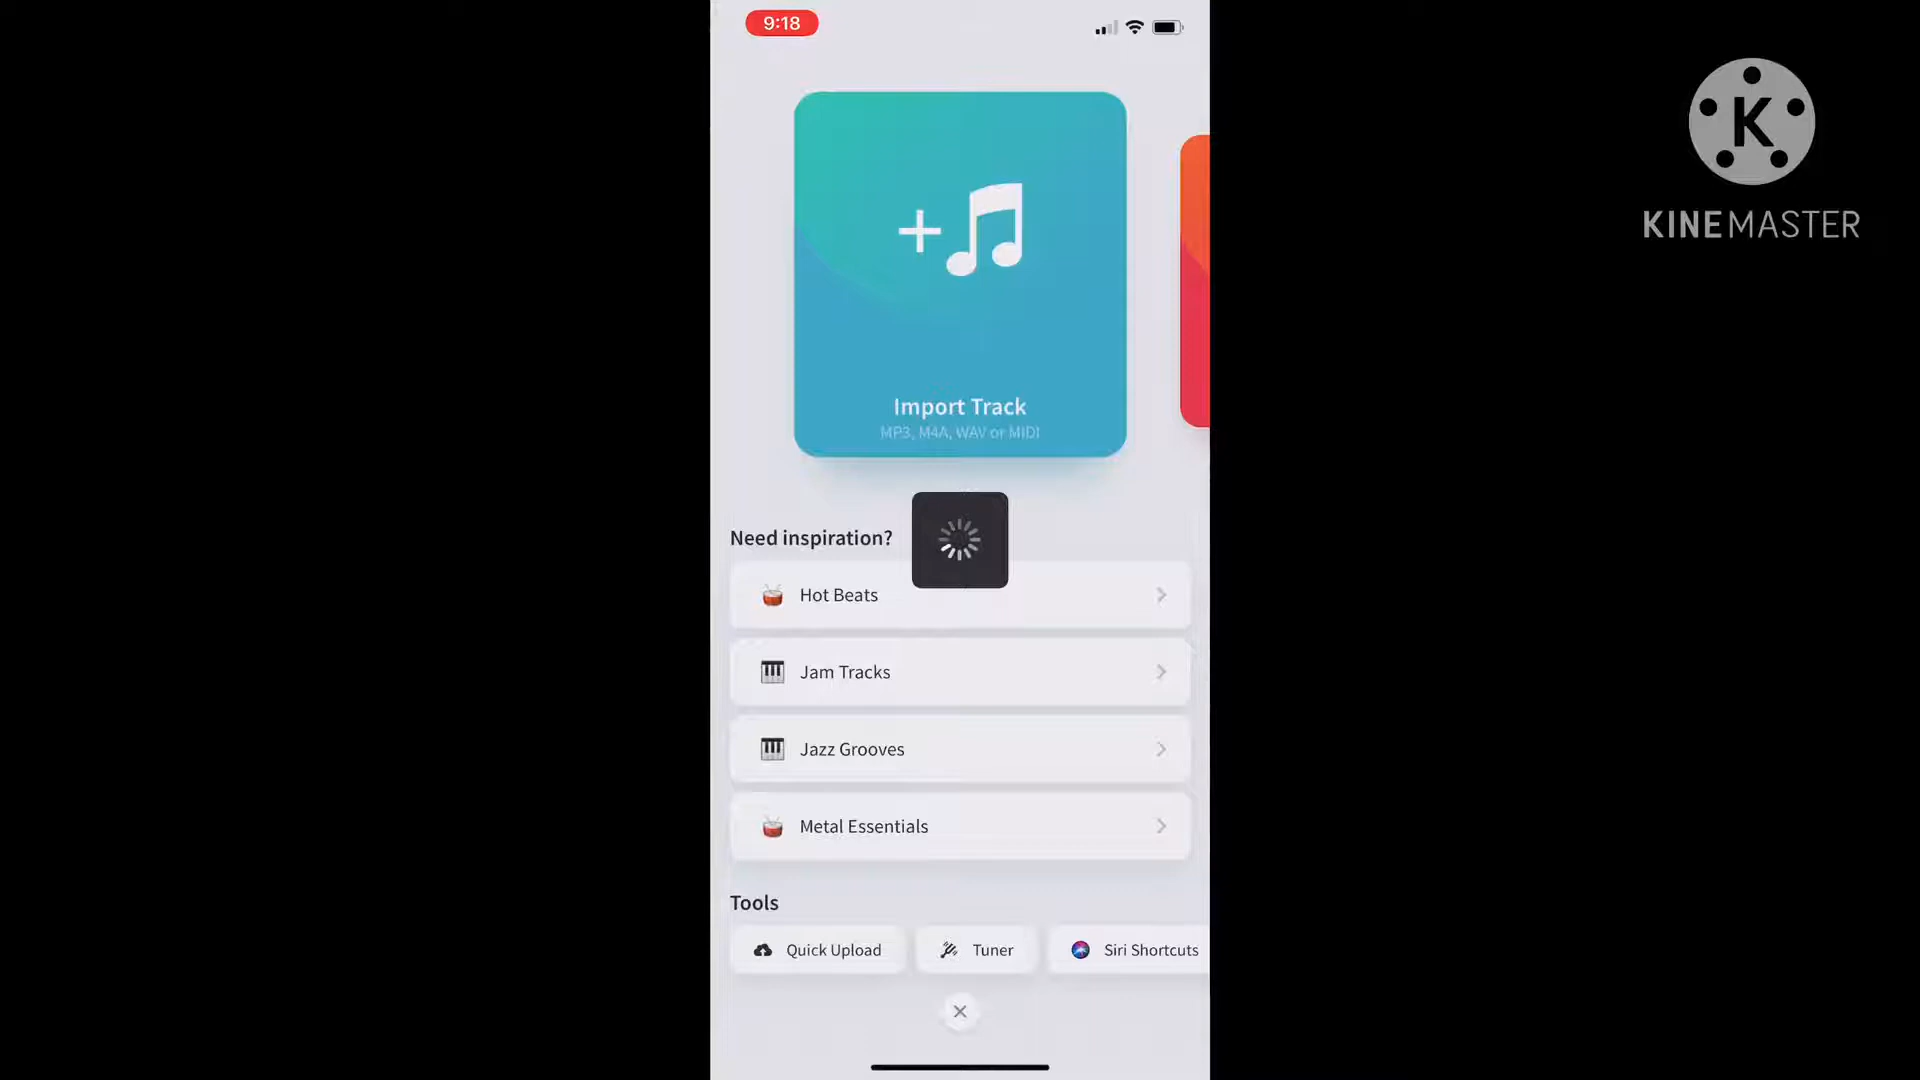 9:18
K
KINEMASTER
Import Track
MP3, M4A, WAV or MIDI
Need inspiration?
Hot Beats
Jam Tracks
Jazz Grooves
Metal Essentials
Tools
Quick Upload
Tuner
Siri Shortcuts